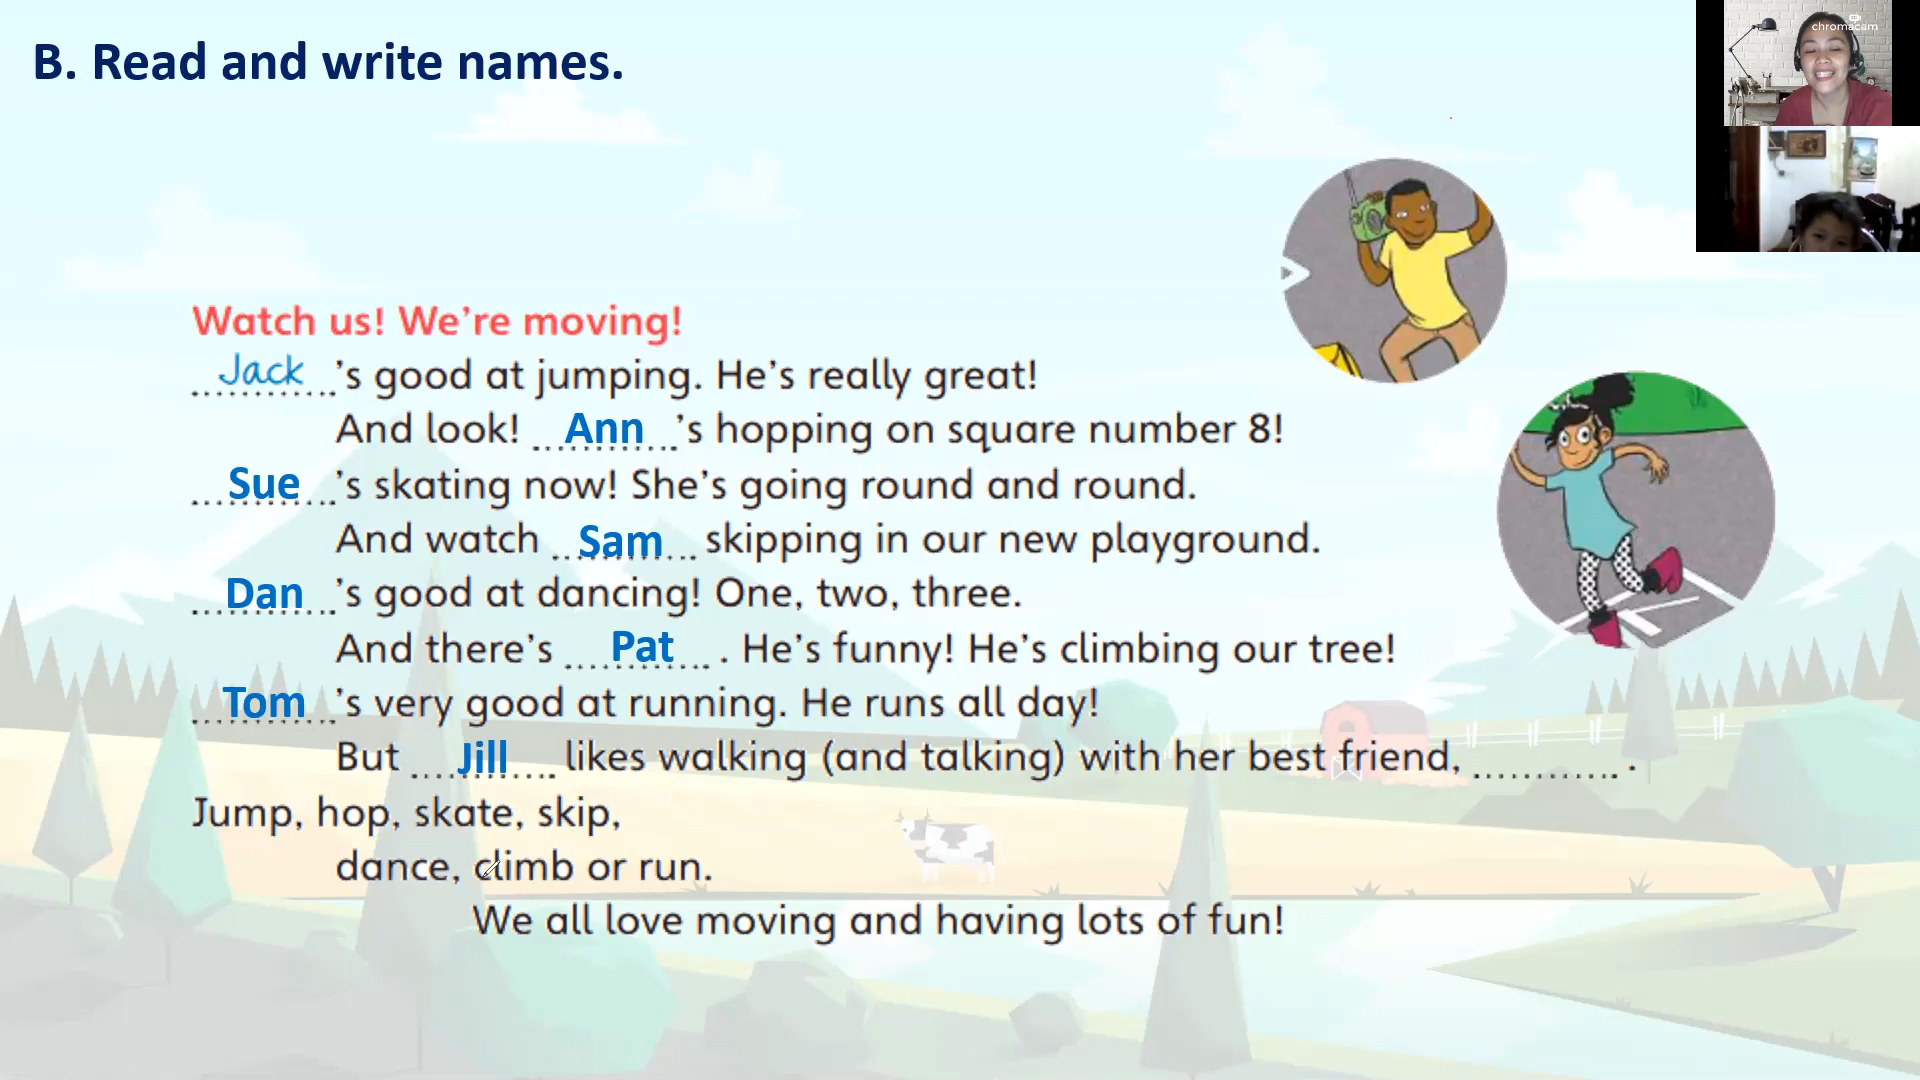 B. Read and write names.
chromacam
Watch us! We're moving!
Jack 's good at jumping. He's really great!
And look! Ann 's hopping on square number 8!
Sue 's skating now! She's going round and round.
And watch Sam skipping in our new playground.
Dan 's good at dancing! One, two, three.
And there's Pat . He's funny! He's climbing our tree!
Tom 's very good at running. He runs all day!
But Jill likes walking (and talking) with her best friend, ............ .
Jump, hop, skate, skip,
dance, climb or run.
We all love moving and having lots of fun!